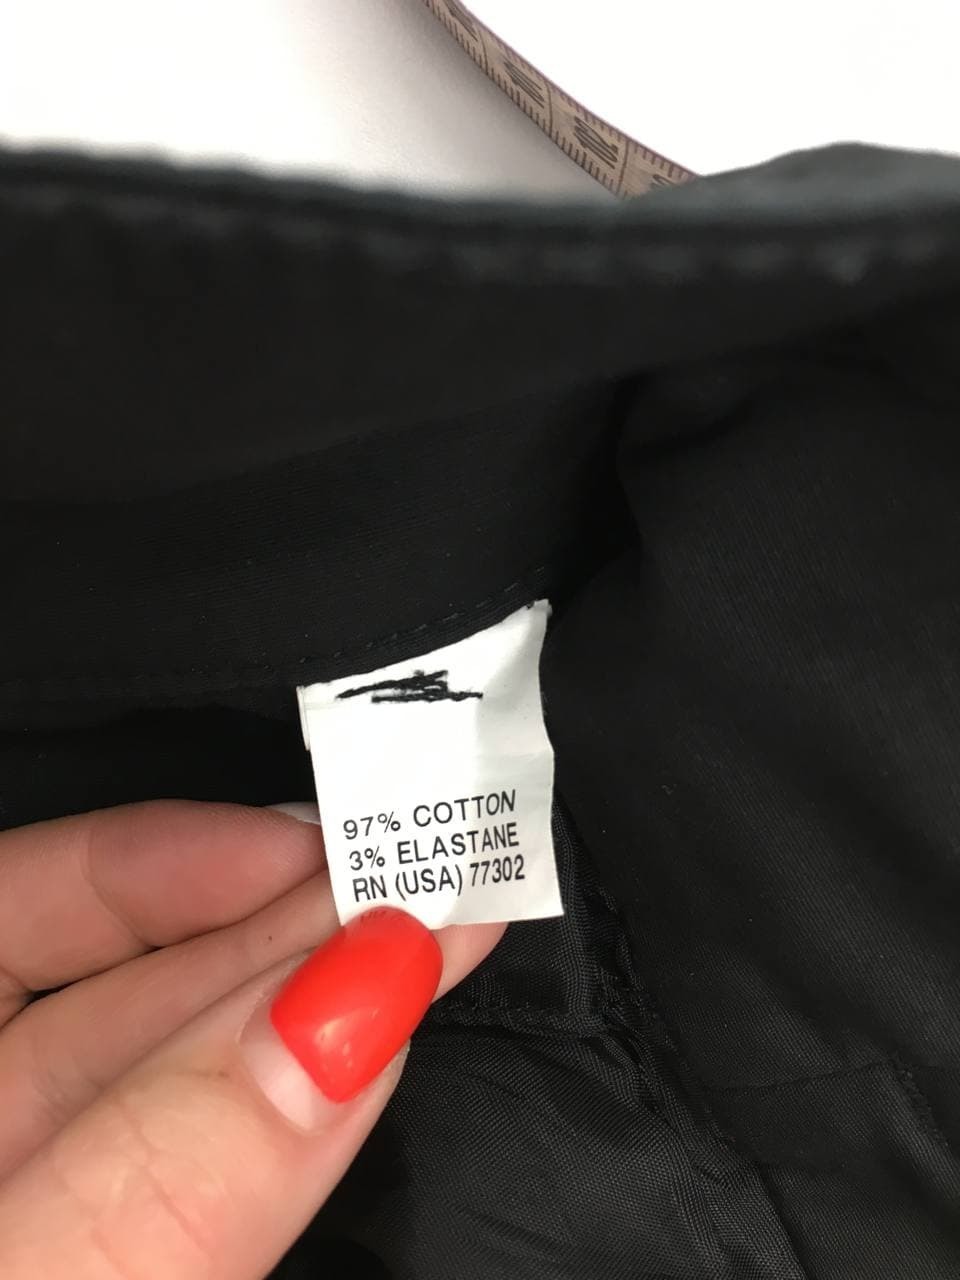 97% COTTON
3% ELASTANE
RN (USA) 77302